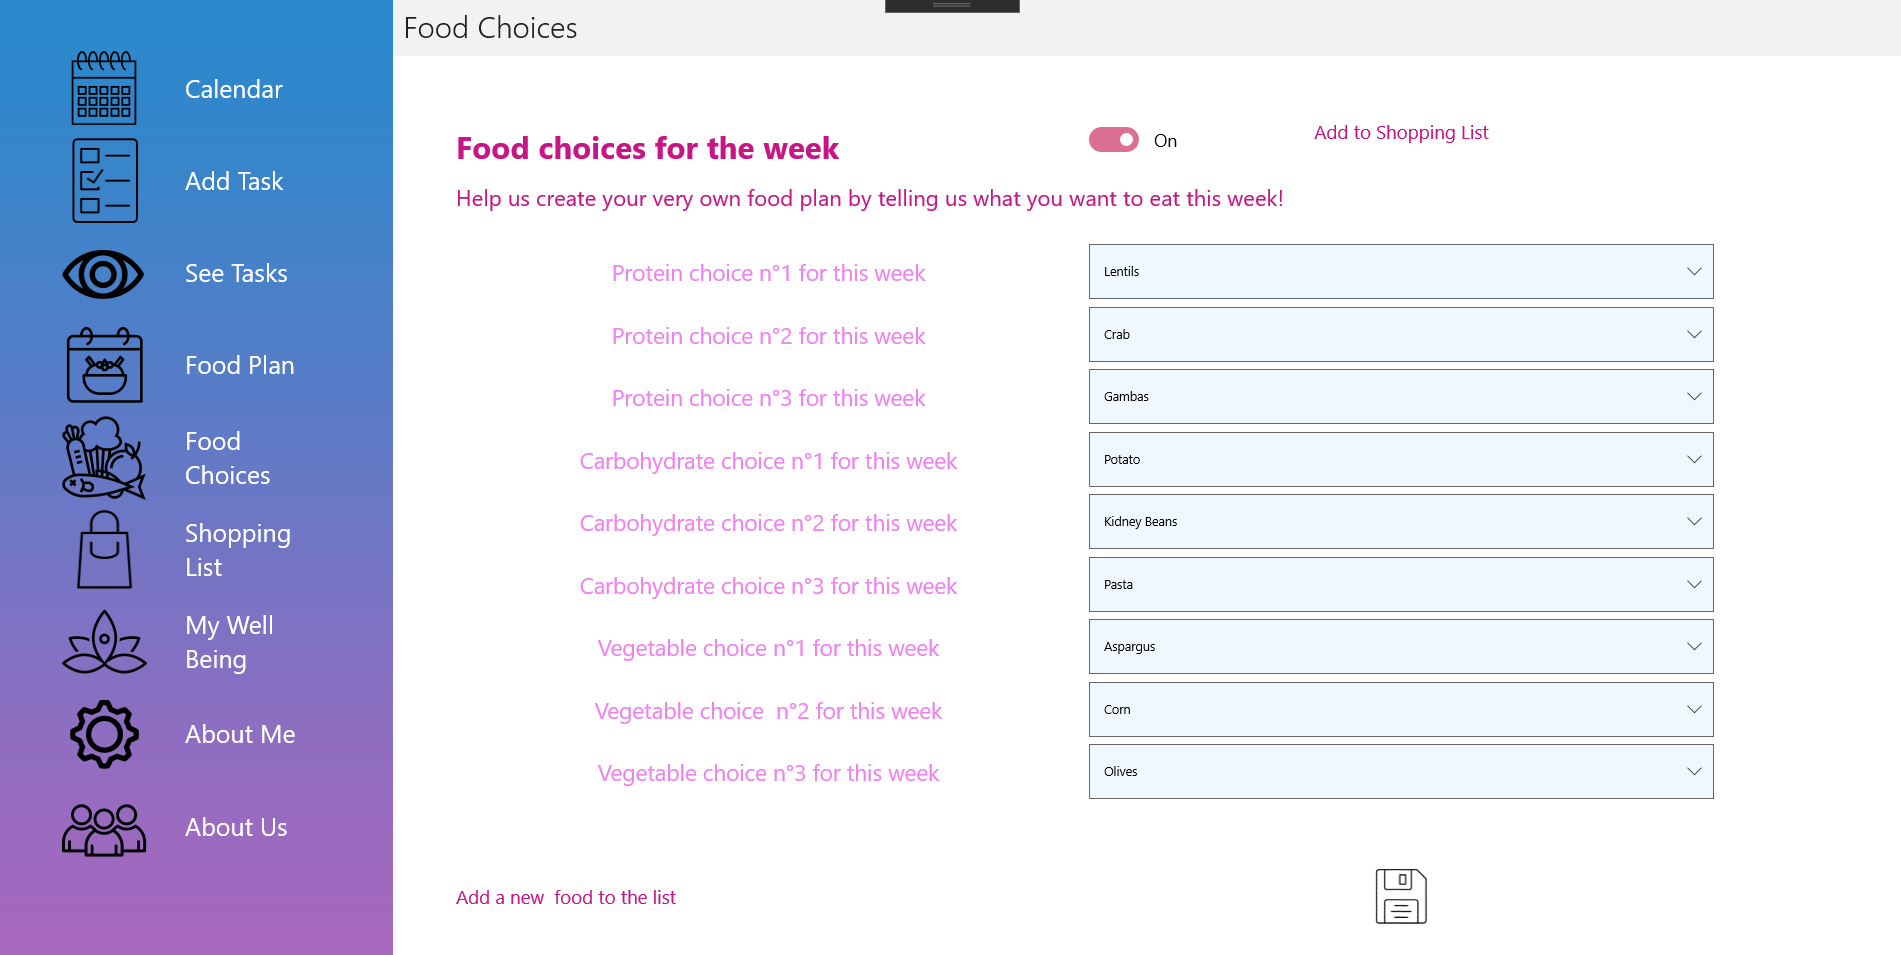 Food Choices
Calendar
Add Task
See Tasks
Food Plan
Food
Choices
Shopping
List
My Well
Being
About Me
About Us
Food choices for the week
On
Add to Shopping List
Help us create your very own food plan by telling us what you want to eat this week!
Protein choice n°1 for this week
Lentils
Protein choice n°2 for this week
Crab
Protein choice n°3 for this week
Gambas
Carbohydrate choice n°1 for this week
Potato
Carbohydrate choice n°2 for this week
Kidney Beans
Carbohydrate choice n°3 for this week
Pasta
Vegetable choice n°1 for this week
Aspargus
Vegetable choice  n°2 for this week
Corn
Vegetable choice n°3 for this week
Olives
Add a new  food to the list